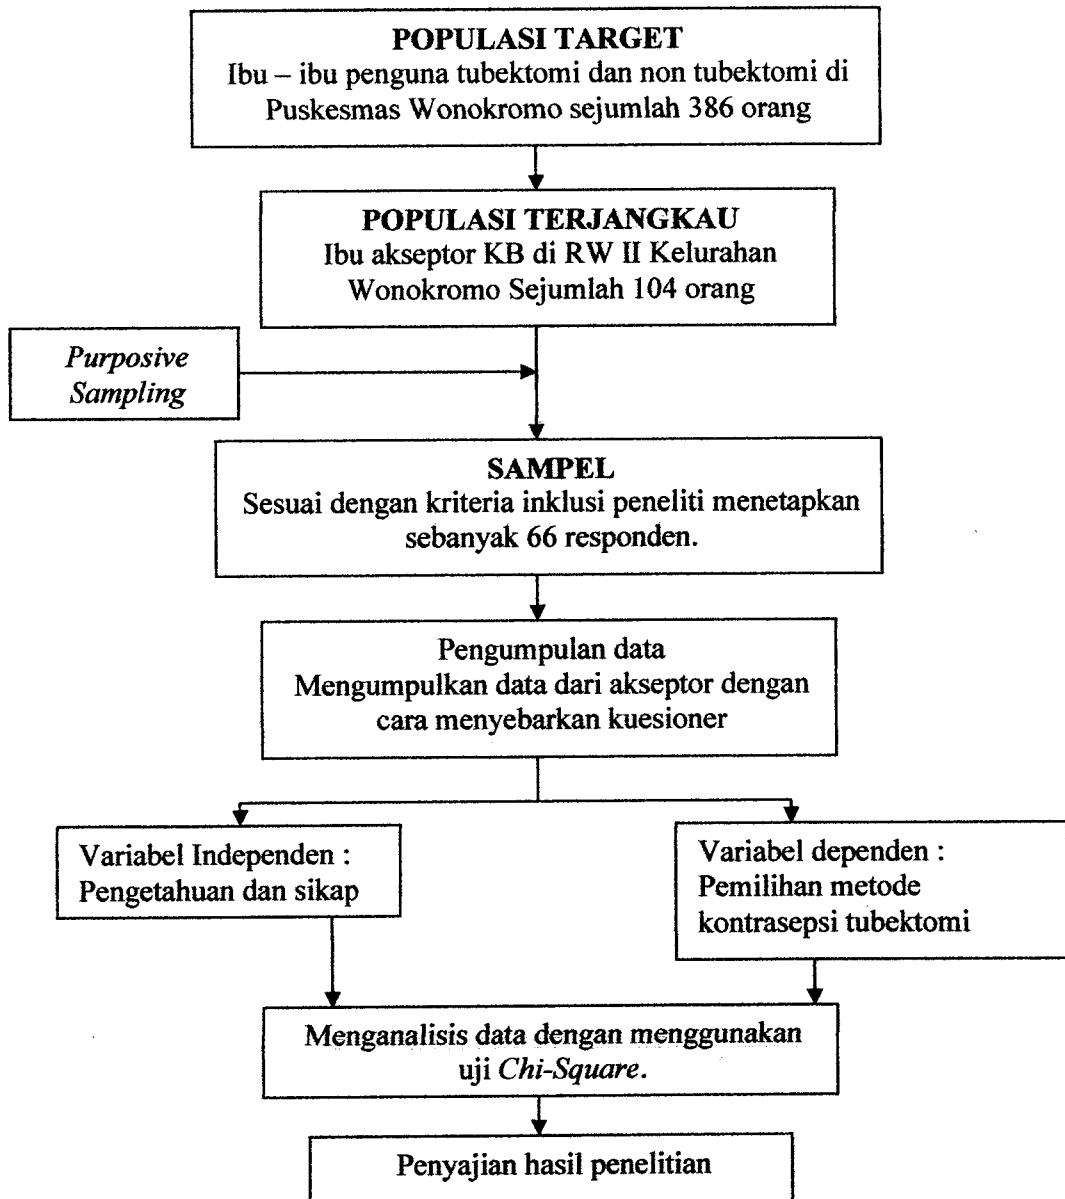 POPULASI TARGET
Ibu – ibu penguna tubektomi dan non tubektomi di
Puskesmas Wonokromo sejumlah 386 orang
POPULASI TERJANGKAU
Ibu akseptor KB di RW II Kelurahan
Wonokromo Sejumlah 104 orang
Purposive
Sampling
SAMPEL
Sesuai dengan kriteria inklusi peneliti menetapkan
sebanyak 66 responden.
Pengumpulan data
Mengumpulkan data dari akseptor dengan
cara menyebarkan kuesioner
Variabel Independen :
Pengetahuan dan sikap
Variabel dependen :
Pemilihan metode
kontrasepsi tubektomi
Menganalisis data dengan menggunakan
uji Chi-Square.
Penyajian hasil penelitian